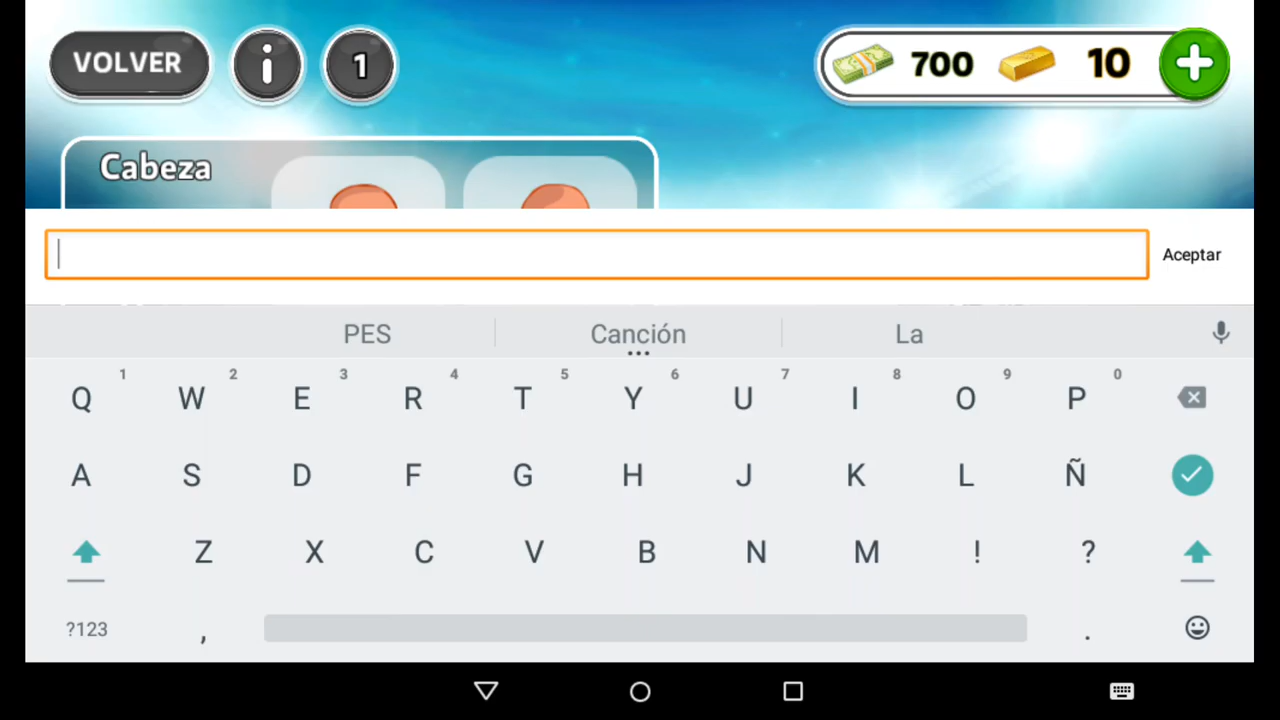 VOLVER i 1 700 10
Cabeza
Aceptar
PES Canción La
1 2 3 4 5 6 7 8 9 0
Q W E R T Y U I O P
A S D F G H J K L Ñ
Z X C V B N M ! ?
?123 , .